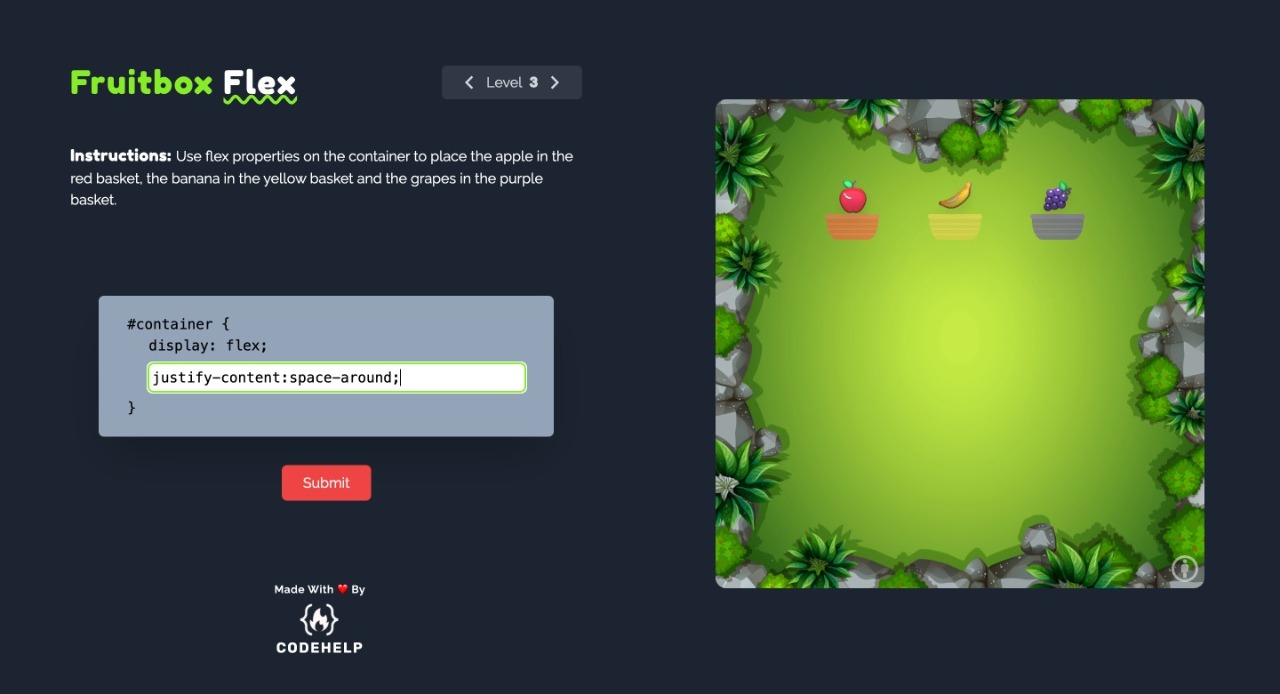 Fruitbox Flex
Level 3
Instructions: Use flex properties on the container to place the apple in the
red basket, the banana in the yellow basket and the grapes in the purple
basket.
#container {
display: flex;
justify-content:space-around;
}
Submit
Made With ❤️ By
CODEHELP